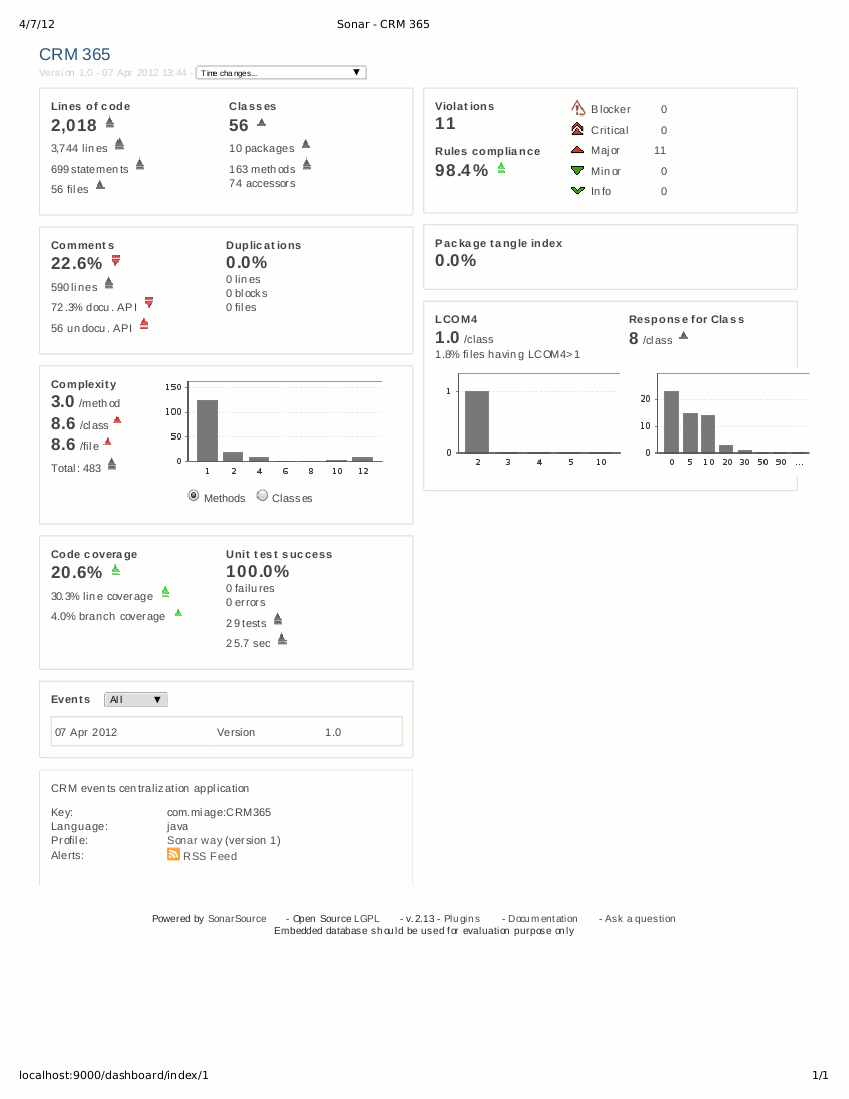 4/7/12 Sonar - CRM 365
CRM 365
Version 1.0 - 07 Apr 2012 13:44 - Time changes...
Lines of code
2,018
3,744 lines
699 statements
56 files
Classes
56
10 packages
163 methods
74 accessors
Comments
22.6%
590 lines
72.3% docu. API
56 undocu. API
Duplications
0.0%
0 lines
0 blocks
0 files
Complexity
3.0 /method
8.6 /class
8.6 /file
Total: 483
150
100
50
0
1 2 4 6 8 10 12
Methods Classes
Code coverage
20.6%
30.3% line coverage
4.0% branch coverage
Unit test success
100.0%
0 failures
0 errors
29 tests
25.7 sec
Events All
07 Apr 2012 Version 1.0
CRM events centralization application
Key: com.miage:CRM365
Language: java
Profile: Sonar way (version 1)
Alerts: RSS Feed
Violations
11
Rules compliance
98.4%
Blocker 0
Critical 0
Major 11
Minor 0
Info 0
Package tangle index
0.0%
LCOM4
1.0 /class
1.8% files having LCOM4>1
1
0
2 3 4 5 10
Response for Class
8 /class
20
10
0
0 5 10 20 30 50 90 ...
Powered by SonarSource - Open Source LGPL - v.2.13 - Plugins - Documentation - Ask a question
Embedded database should be used for evaluation purpose only
localhost:9000/dashboard/index/1 1/1